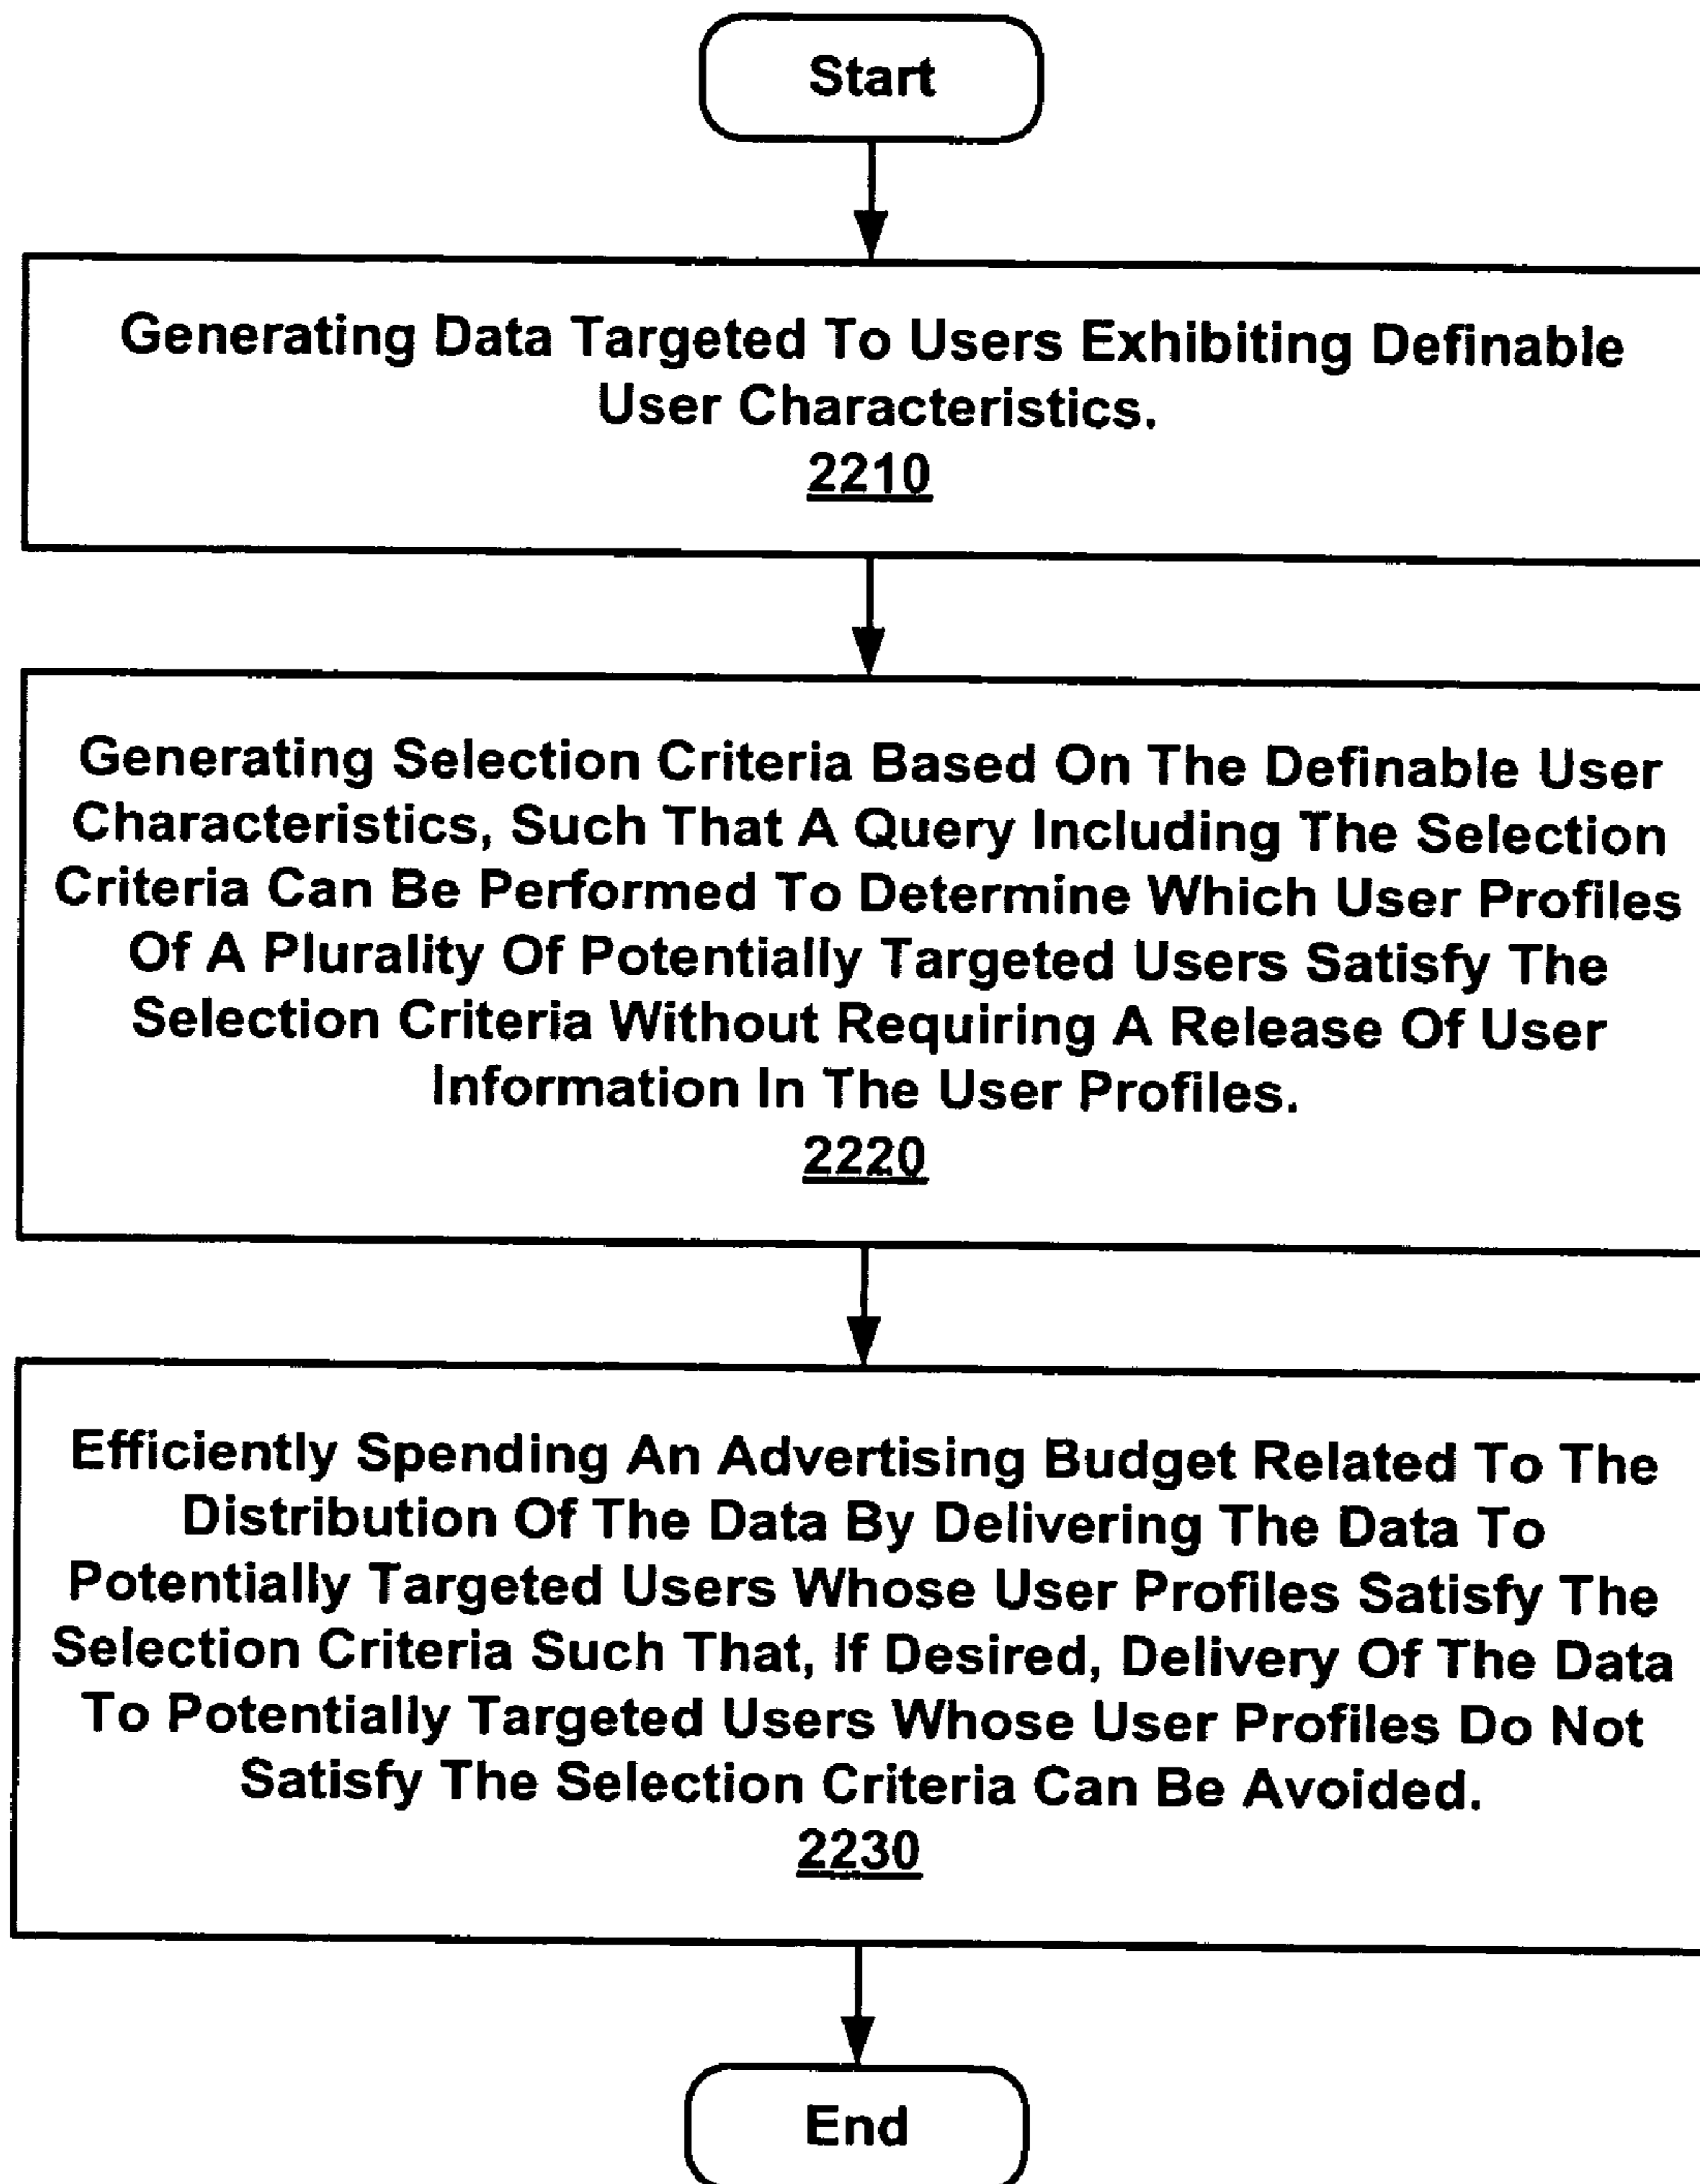 Start
Generating Data Targeted To Users Exhibiting Definable
User Characteristics.
2210
Generating Selection Criteria Based On The Definable User
Characteristics, Such That A Query Including The Selection
Criteria Can Be Performed To Determine Which User Profiles
Of A Plurality Of Potentially Targeted Users Satisfy The
Selection Criteria Without Requiring A Release Of User
Information In The User Profiles.
2220
Efficiently Spending An Advertising Budget Related To The
Distribution Of The Data By Delivering The Data To
Potentially Targeted Users Whose User Profiles Satisfy The
Selection Criteria Such That, If Desired, Delivery Of The Data
To Potentially Targeted Users Whose User Profiles Do Not
Satisfy The Selection Criteria Can Be Avoided.
2230
End